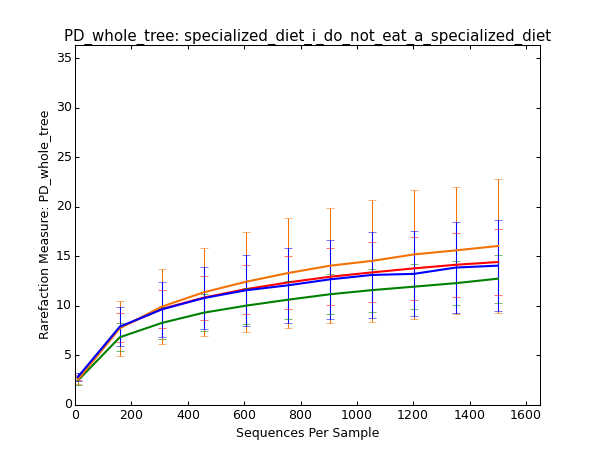 PD_whole_tree: specialized_diet_i_do_not_eat_a_specialized_diet
35
30
25
20
15
10
5
0
Rarefaction Measure: PD_whole_tree
0 200 400 600 800 1000 1200 1400 1600
Sequences Per Sample